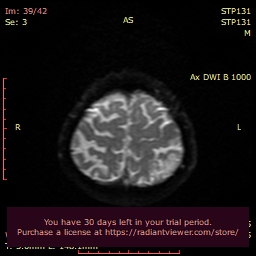 Im: 39/42
STP131
Se: 3
STP131
AS
M
Ax DWI B 1000
R
L
You have 30 days left in your trial period.
Purchase a license at https://radiantviewer.com/store/